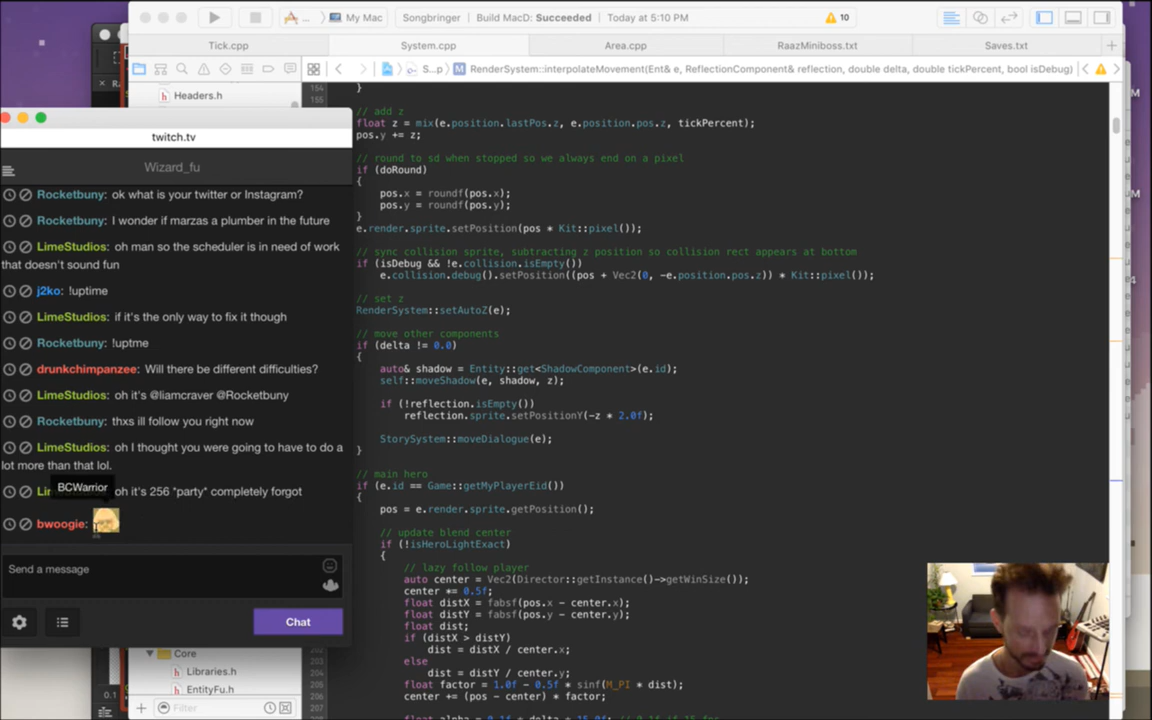 My Mac
Songbringer
Build MacD: Succeeded
Today at 5:10 PM
10
Tick.cpp
System.cpp
Area.cpp
RaazMiniboss.txt
Saves.txt
S...p
M
RenderSystem::interpolateMovement(Ent& e, ReflectionComponent& reflection, double delta, double tickPercent, bool isDebug)
Headers.h
154
155
}
// add z
float z = mix(e.position.lastPos.z, e.position.pos.z, tickPercent);
pos.y += z;
// round to sd when stopped so we always end on a pixel
if (doRound)
{
pos.x = roundf(pos.x);
pos.y = roundf(pos.y);
}
e.render.sprite.setPosition(pos * Kit::pixel());
// sync collision sprite, subtracting z position so collision rect appears at bottom
if (isDebug && !e.collision.isEmpty())
e.collision.debug().setPosition((pos + Vec2(0, -e.position.pos.z)) * Kit::pixel());
// set z
RenderSystem::setAutoZ(e);
// move other components
if (delta != 0.0)
{
auto& shadow = Entity::get<ShadowComponent>(e.id);
self::moveShadow(e, shadow, z);
if (!reflection.isEmpty())
reflection.sprite.setPositionY(-z * 2.0f);
StorySystem::moveDialogue(e);
}
// main hero
if (e.id == Game::getMyPlayerEid())
{
pos = e.render.sprite.getPosition();
// update blend center
if (!isHeroLightExact)
{
// lazy follow player
auto center = Vec2(Director::getInstance()->getWinSize());
center *= 0.5f;
float distX = fabsf(pos.x - center.x);
float distY = fabsf(pos.y - center.y);
float dist;
if (distX > distY)
dist = distX / center.x;
else
dist = distY / center.y;
float factor = 1.0f - 0.5f * sinf(M_PI * dist);
center += (pos - center) * factor;
202
203
204
205
206
207
twitch.tv
Wizard_fu
Rocketbuny: ok what is your twitter or Instagram?
Rocketbuny: I wonder if marzas a plumber in the future
LimeStudios: oh man so the scheduler is in need of work
that doesn't sound fun
j2ko: !uptime
LimeStudios: if it's the only way to fix it though
Rocketbuny: !uptme
drunkchimpanzee: Will there be different difficulties?
LimeStudios: oh it's @liamcraver @Rocketbuny
Rocketbuny: thxs ill follow you right now
LimeStudios: oh I thought you were going to have to do a
lot more than that lol.
BCWarrior
oh it's 256 *party* completely forgot
bwoogie:
Send a message
Chat
Core
Libraries.h
EntityFu.h
Filter
0.1